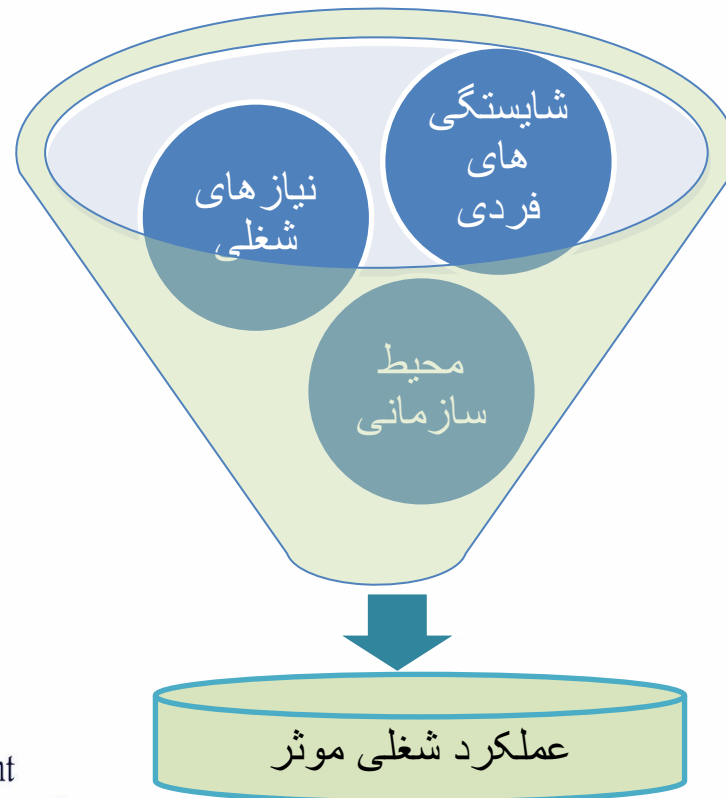 شایستگی
های
فردی
نیازهای
شغلی
محیط
سازمانی
عملکرد شغلی موثر